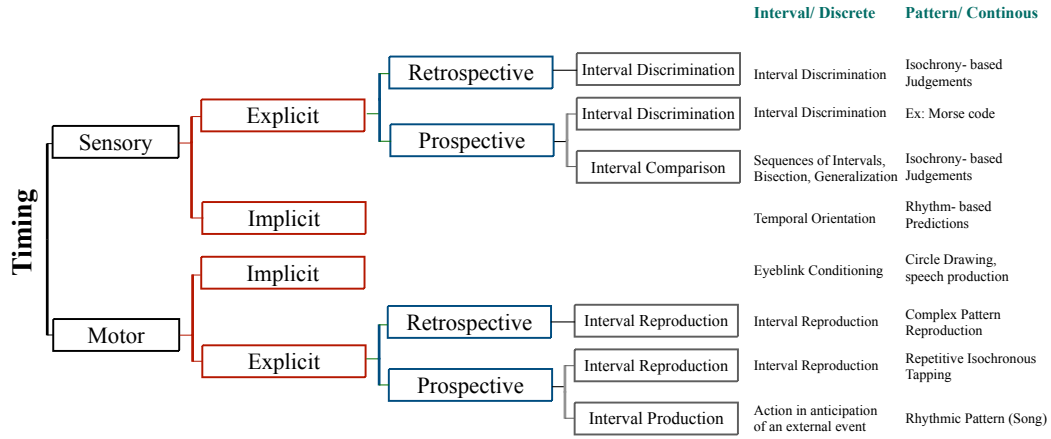 Interval/ Discrete Pattern/ Continous
Retrospective Interval Discrimination Interval Discrimination Isochrony- based
Judgements
Explicit Interval Discrimination Interval Discrimination Ex: Morse code
Sensory Prospective
Interval Comparison Sequences of Intervals, Isochrony- based
Bisection, Generalization Judgements
Implicit Temporal Orientation Rhythm- based
Predictions
Timing
Implicit Eyeblink Conditioning Circle Drawing,
speech production
Motor Retrospective Interval Reproduction Interval Reproduction Complex Pattern
Reproduction
Explicit Interval Reproduction Interval Reproduction Repetitive Isochronous
Tapping
Prospective
Interval Production Action in anticipation Rhythmic Pattern (Song)
of an external event